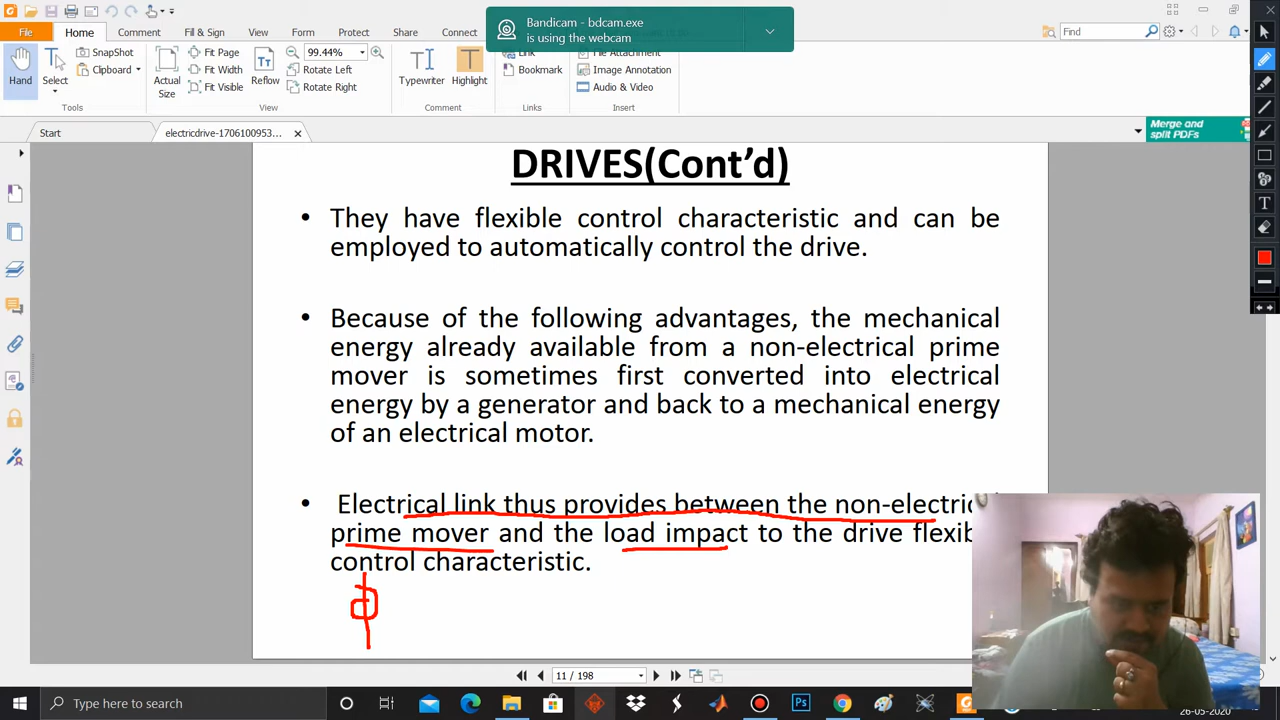 Bandicam - bdcam.exe
is using the webcam
File
Home
Comment
Fill & Sign
View
Form
Protect
Share
Connect
Find
SnapShot
Clipboard
Hand
Select
Tools
Actual
Size
Fit Page
Fit Width
Fit Visible
Reflow
99.44%
Rotate Left
Rotate Right
View
Typewriter
Highlight
Comment
Link
Bookmark
Links
File Attachment
Image Annotation
Audio & Video
Insert
Start
electricdrive-1706100953...
Merge and
split PDFs
DRIVES(Cont’d)
• They have flexible control characteristic and can be
employed to automatically control the drive.
• Because of the following advantages, the mechanical
energy already available from a non-electrical prime
mover is sometimes first converted into electrical
energy by a generator and back to a mechanical energy
of an electrical motor.
• Electrical link thus provides between the non-electric
prime mover and the load impact to the drive flexib
control characteristic.
11 / 198
Type here to search
26-05-2020